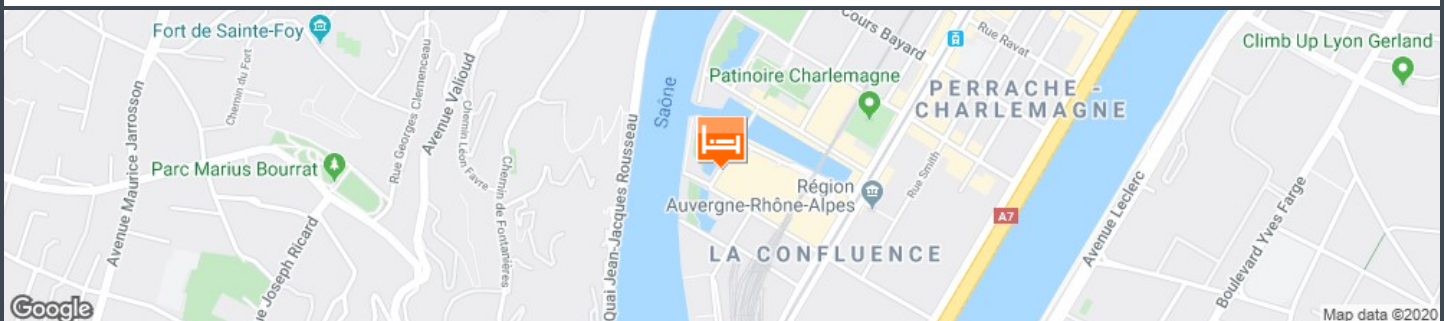 Fort de Sainte-Foy
Chemin du Fort
Rue Georges Clemenceau
Avenue Valioud
Chemin Léon Favre
Avenue Maurice Jarrosson
Parc Marius Bourrat
Chemin de Fontanières
Joseph Ricard
Quai Jean-Jacques Rousseau
Saône
Cours Bayard
Rue Ravat
Patinoire Charlemagne
PERRACHE -
CHARLEMAGNE
Climb Up Lyon Gerland
Rue Smith
Région
Auvergne-Rhône-Alpes
A7
LA CONFLUENCE
Avenue Leclerc
Boulevard Yves Farge
Google
Map data ©2020